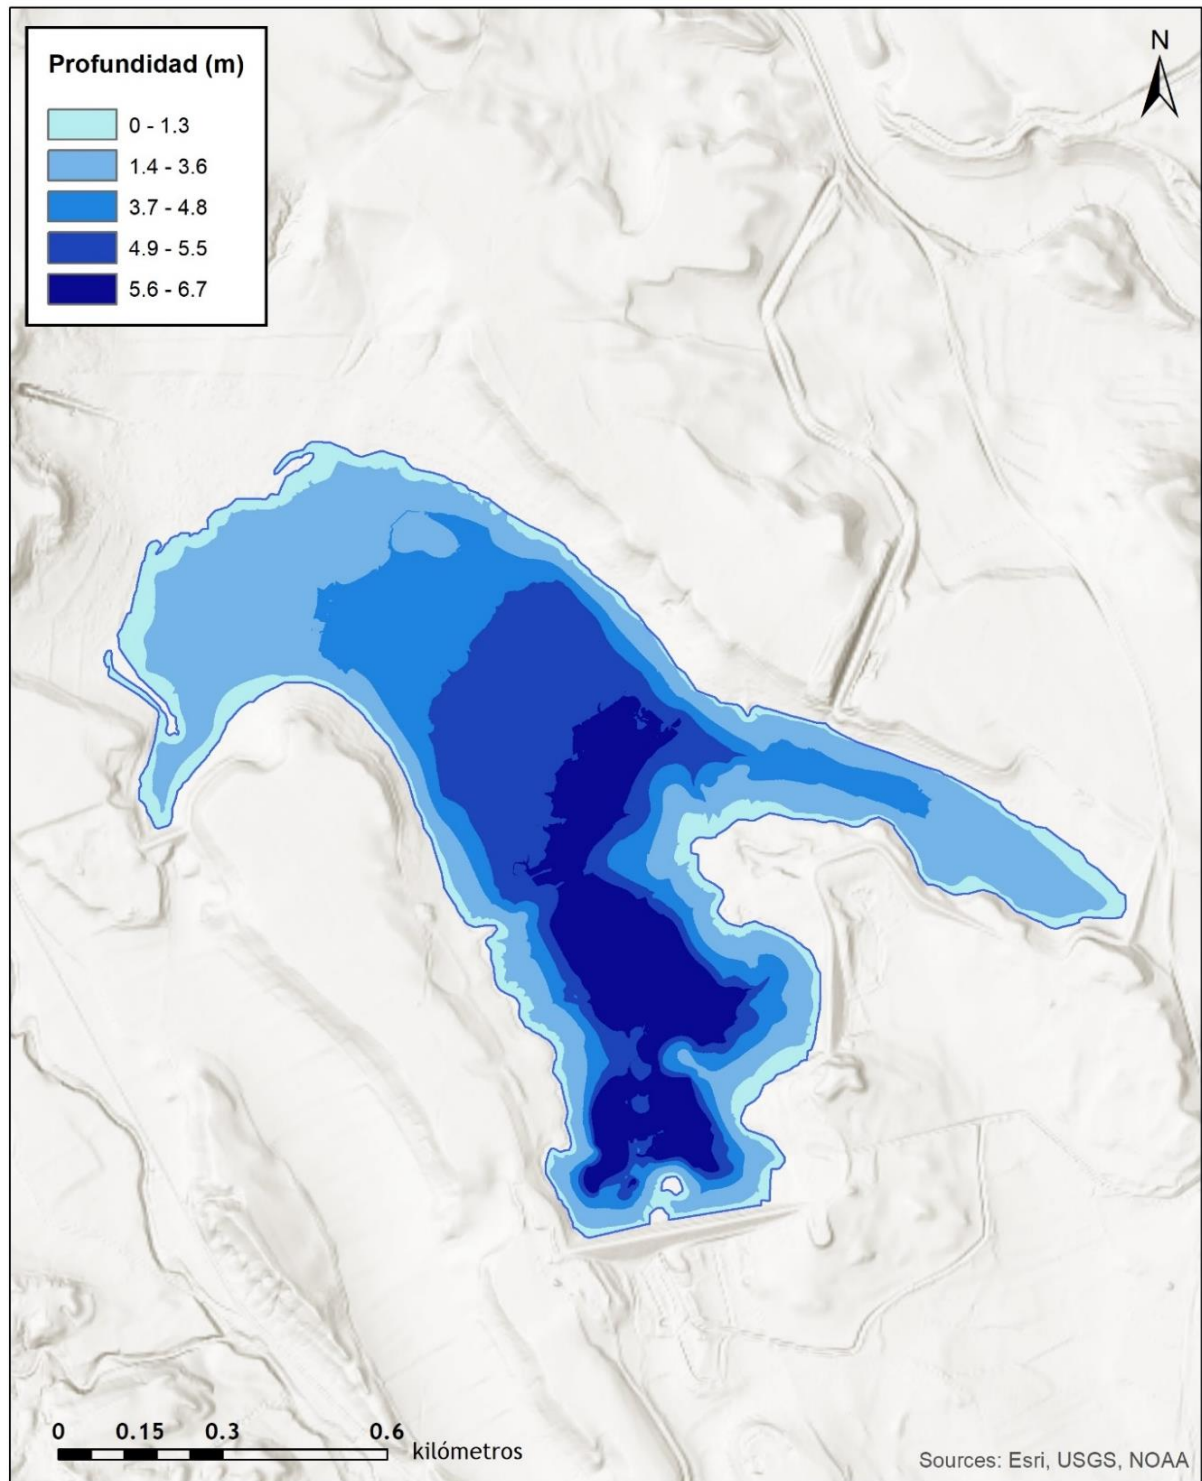 Profundidad (m)
0 - 1.3
1.4 - 3.6
3.7 - 4.8
4.9 - 5.5
5.6 - 6.7
N
0 0.15 0.3 0.6
kilómetros
Sources: Esri, USGS, NOAA